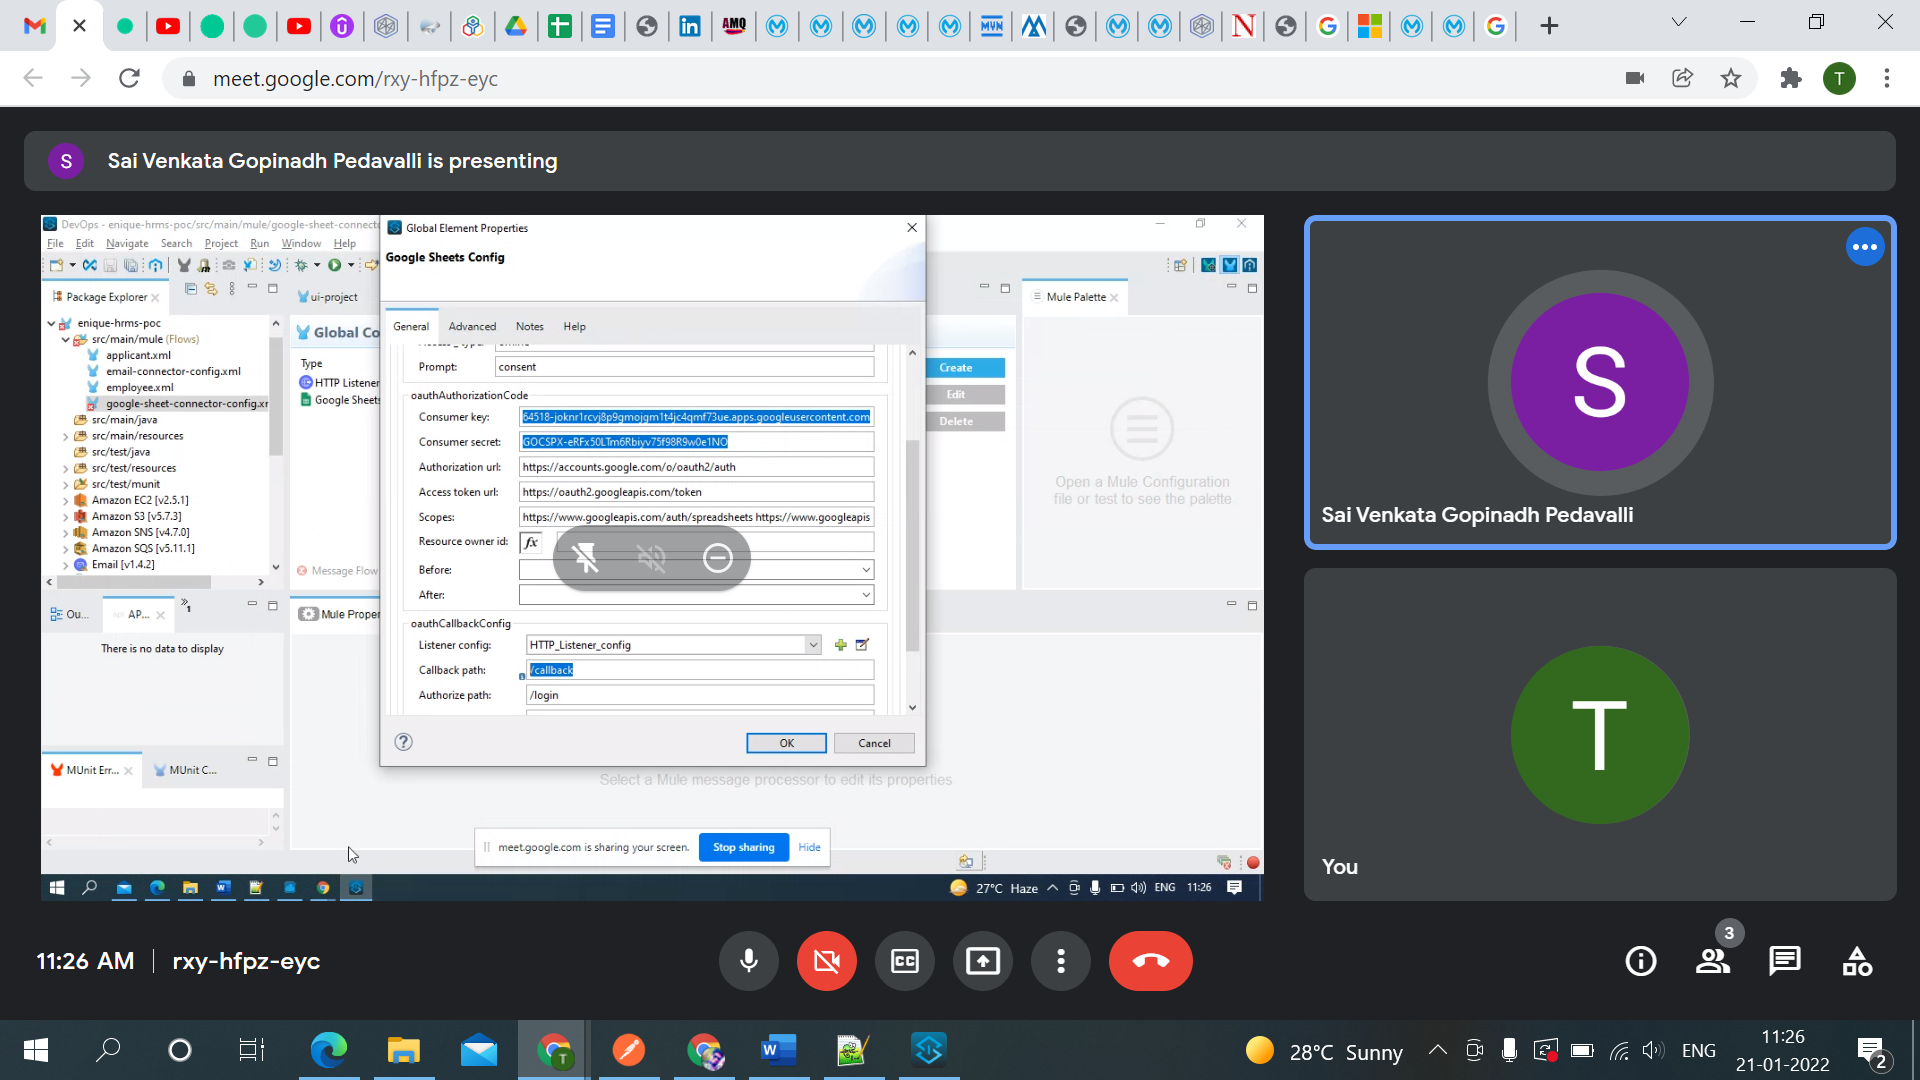 meet.google.com/rxy-hfpz-eyc
T
S
Sai Venkata Gopinadh Pedavalli is presenting
DevOps - enique-hrms-poc/src/main/mule/google-sheet-connecto
File Edit Navigate Search Project Run Window Help
Package Explorer
enique-hrms-poc
src/main/mule (Flows)
applicant.xml
email-connector-config.xml
employee.xml
google-sheet-connector-config.xr
src/main/java
src/main/resources
src/test/java
src/test/resources
src/test/munit
Amazon EC2 [v2.5.1]
Amazon S3 [v5.7.3]
Amazon SNS [v4.7.0]
Amazon SQS [v5.11.1]
Email [v1.4.2]
Ou...
AP...
There is no data to display
MUnit Err...
MUnit C...
ui-project
Global Co
Type
HTTP Listener
Google Sheets
Message Flow
Mule Proper
Global Element Properties
Google Sheets Config
General Advanced Notes Help
Prompt: consent
oauthAuthorizationCode
Consumer key: 64518-joknr1rcvj8p9gmojgm1t4jc4qmf73ue.apps.googleusercontent.com
Consumer secret: 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
Authorization url: https://accounts.google.com/o/oauth2/auth
Access token url: https://oauth2.googleapis.com/token
Scopes: https://www.googleapis.com/auth/spreadsheets https://www.googleapis
Resource owner id: fx
Before:
After:
oauthCallbackConfig
Listener config: HTTP_Listener_config
Callback path: /callback
Authorize path: /login
OK
Cancel
Create
Edit
Delete
Mule Palette
Open a Mule Configuration
file or test to see the palette
Select a Mule message processor to edit its properties
meet.google.com is sharing your screen.
Stop sharing
Hide
27°C Haze
ENG
11:26
S
Sai Venkata Gopinadh Pedavalli
T
You
11:26 AM
rxy-hfpz-eyc
CC
3
28°C Sunny
ENG
11:26
21-01-2022
2